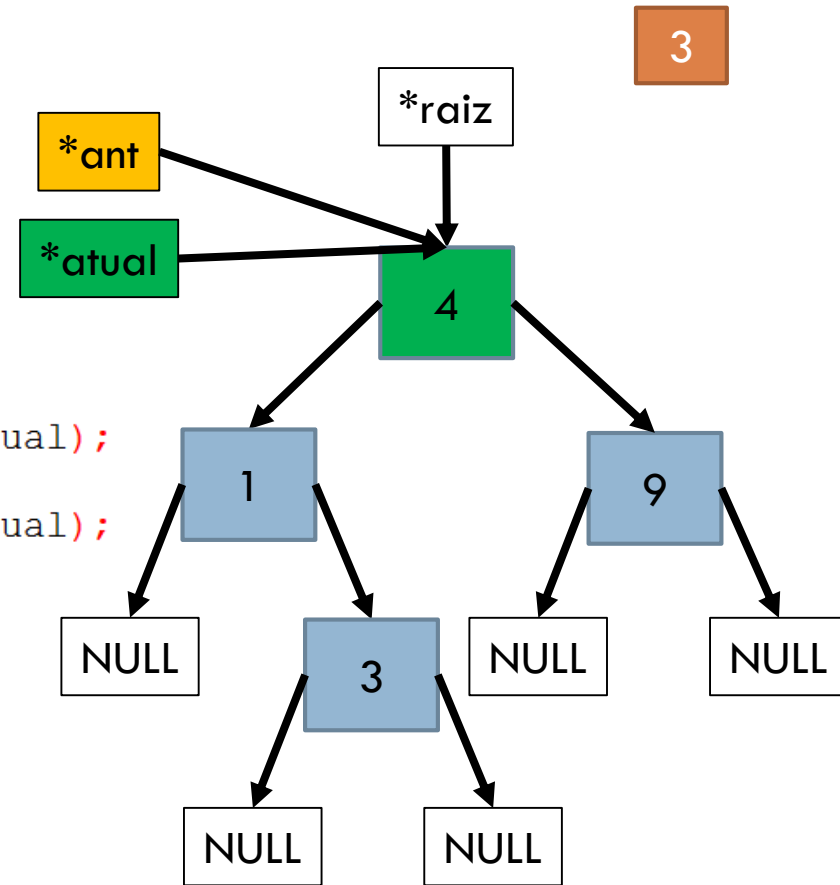 3
*raiz
*ant
*atual
4
ual);
1
9
ual);
NULL
3
NULL
NULL
NULL
NULL